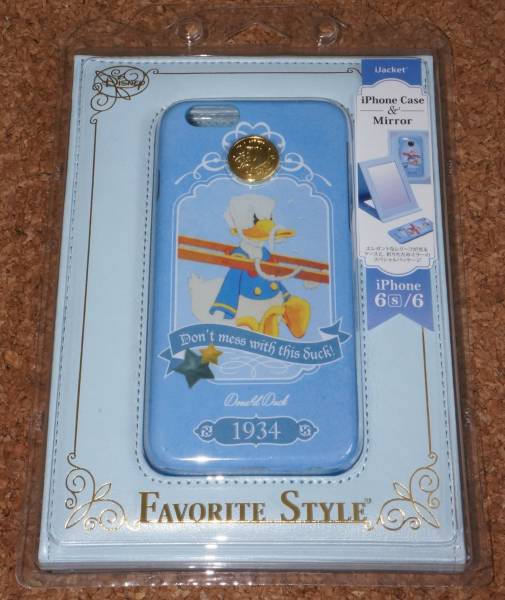 Disney
iJacket
iPhone Case
&
Mirror
iPhone
6s/6
Don't mess with this duck!
Donald Duck
1934
FAVORITE STYLE